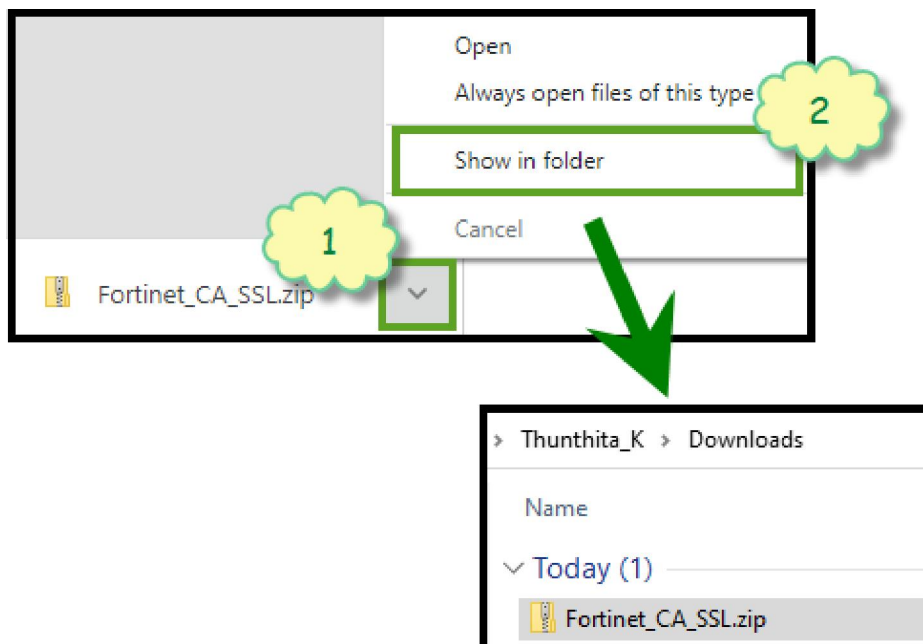 Open
Always open files of this type
2
Show in folder
1
Cancel
Fortinet_CA_SSL.zip
Thunthita_K > Downloads
Name
Today (1)
Fortinet_CA_SSL.zip